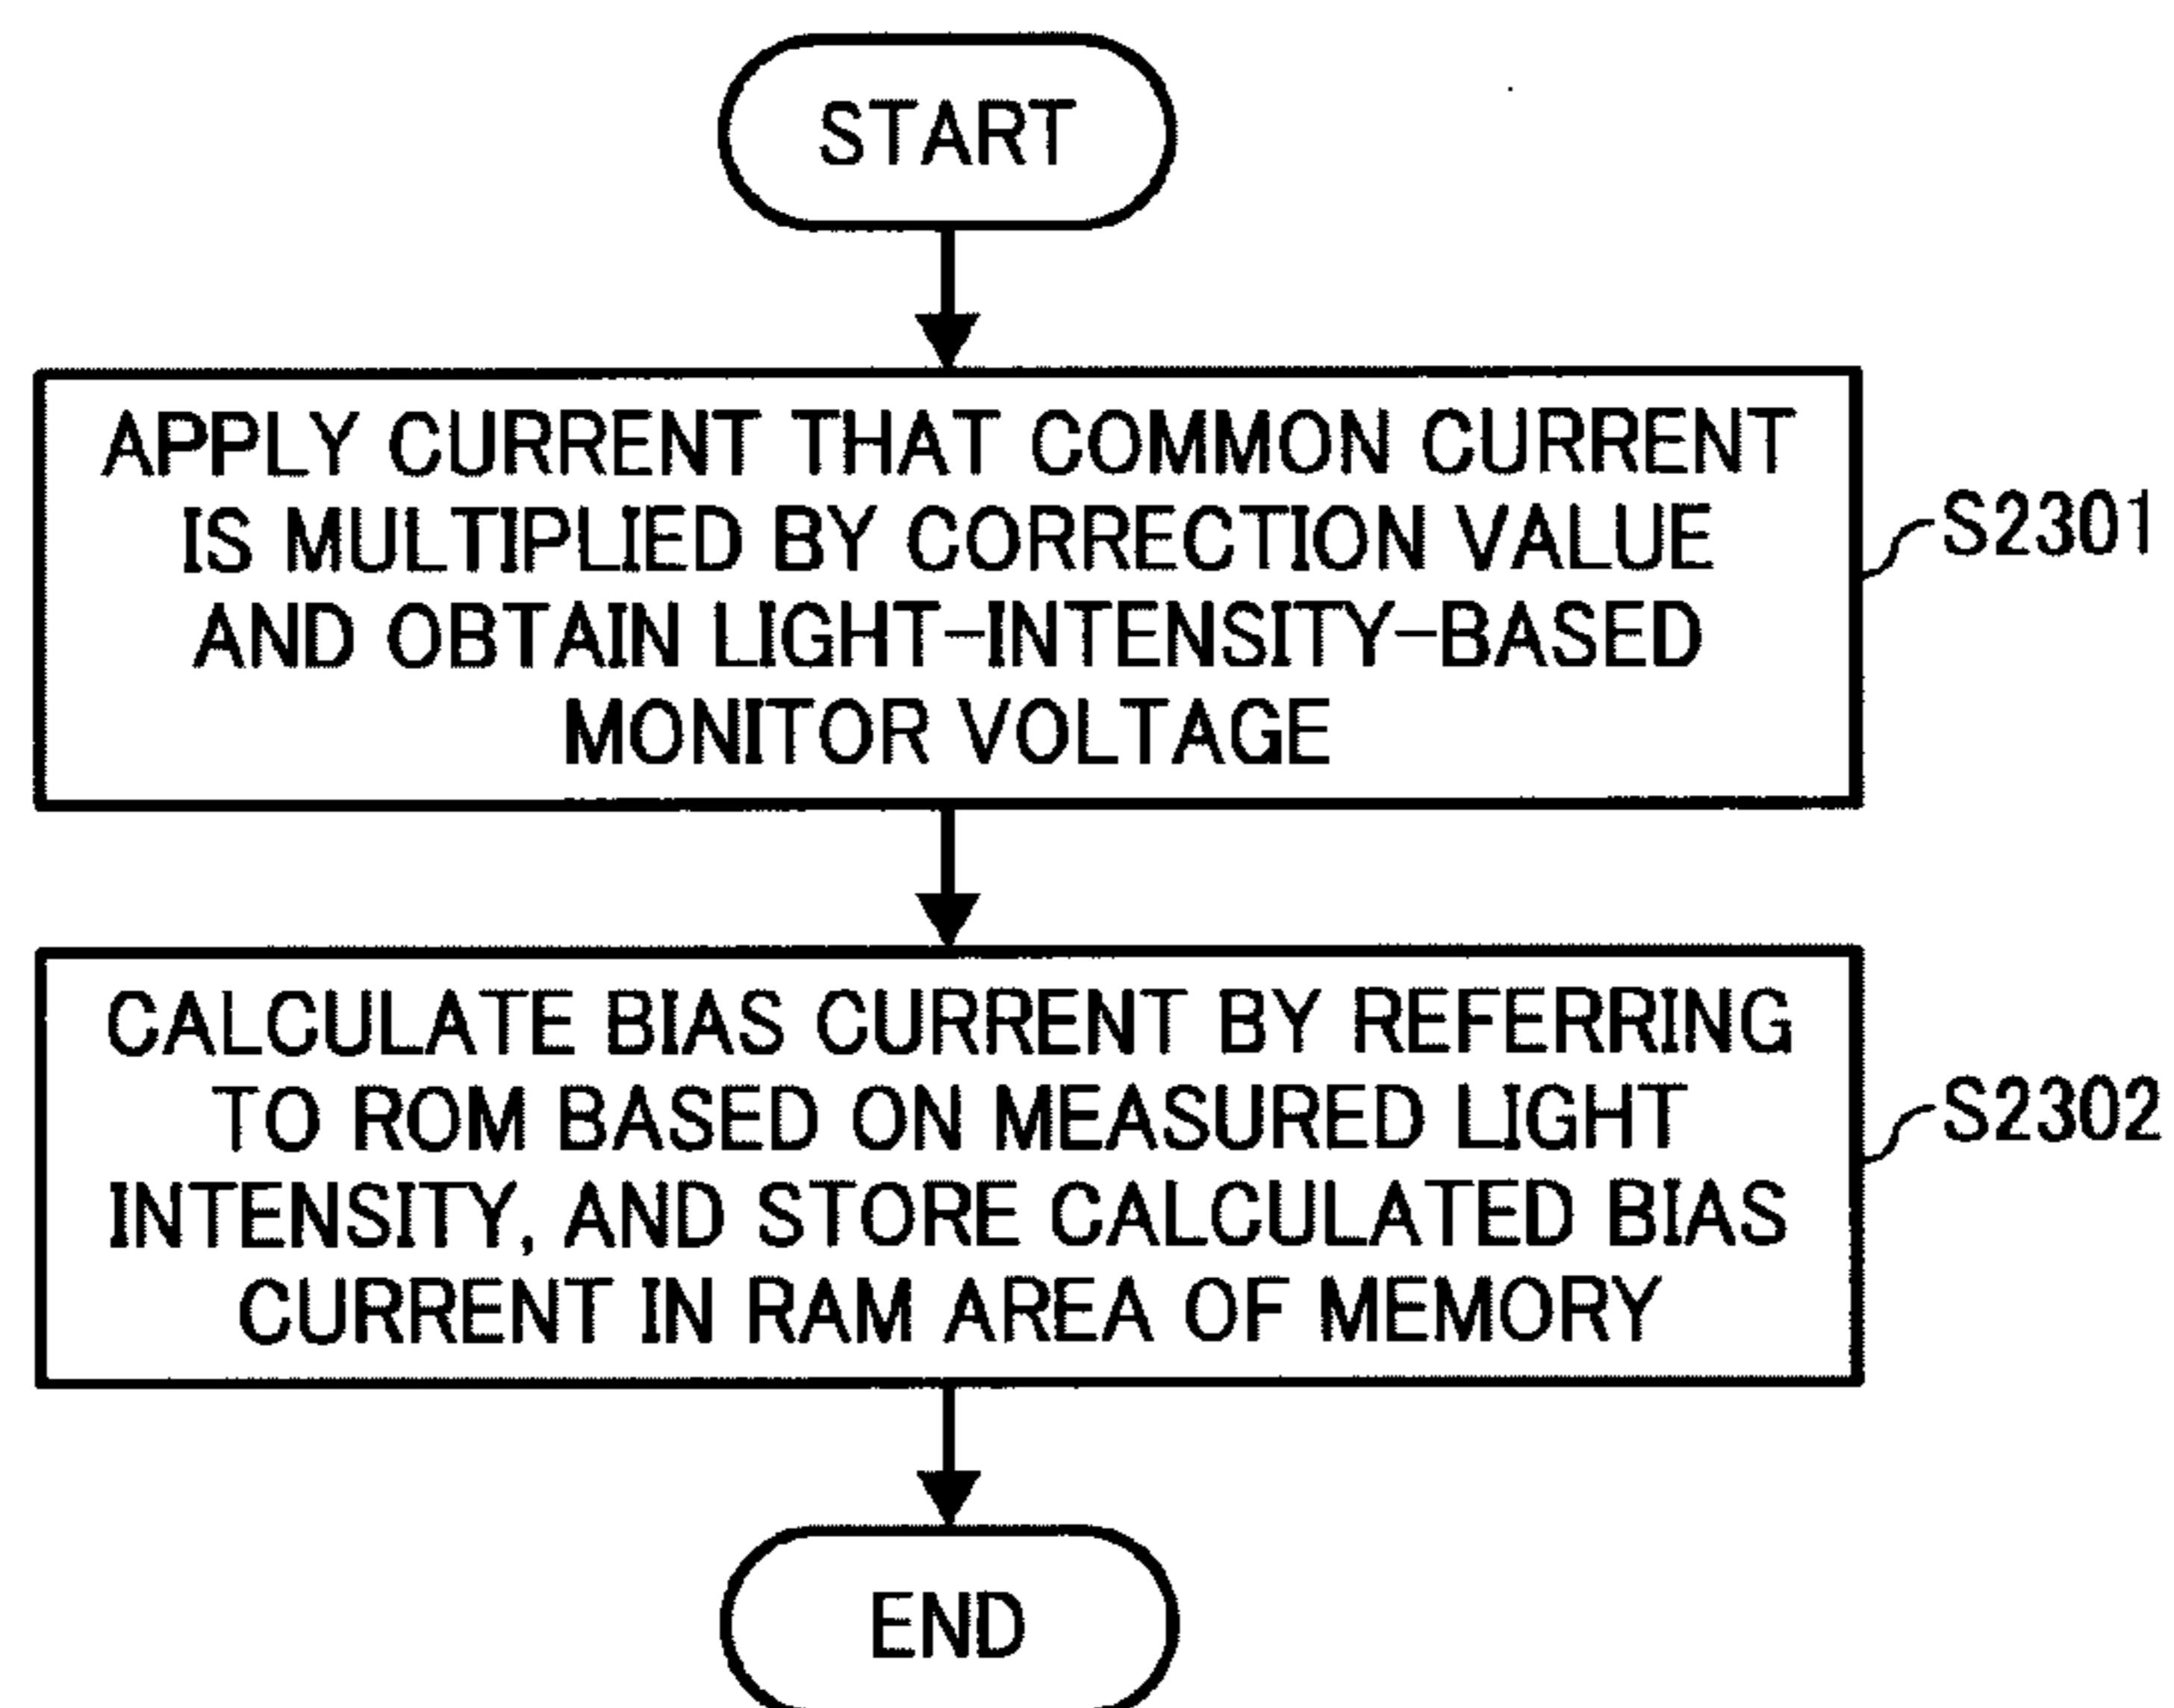 START
APPLY CURRENT THAT COMMON CURRENT
IS MULTIPLIED BY CORRECTION VALUE
AND OBTAIN LIGHT-INTENSITY-BASED
MONITOR VOLTAGE
S2301
CALCULATE BIAS CURRENT BY REFERRING
TO ROM BASED ON MEASURED LIGHT
INTENSITY, AND STORE CALCULATED BIAS
CURRENT IN RAM AREA OF MEMORY
S2302
END